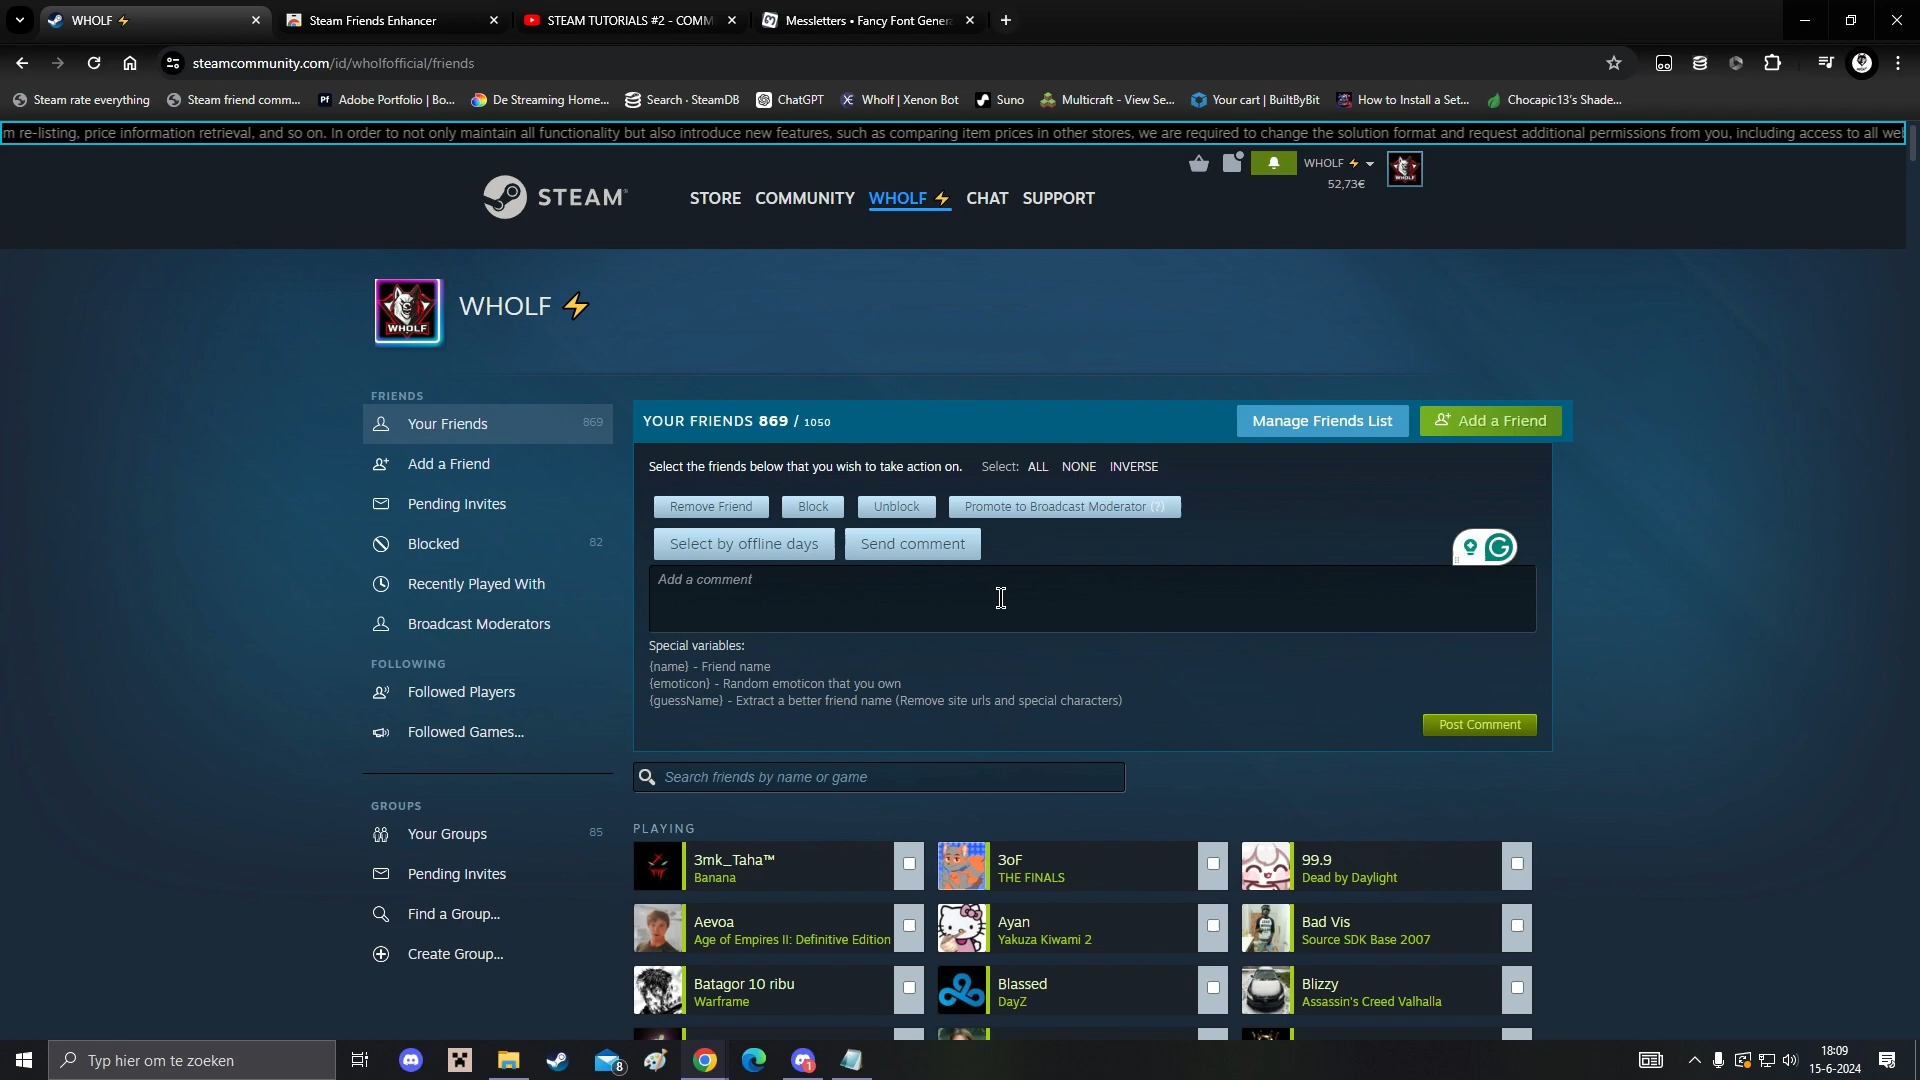 WHOLF ⚡
Steam Friends Enhancer
STEAM TUTORIALS #2 - COMM
Messletters • Fancy Font Genera
steamcommunity.com/id/wholfofficial/friends
Steam rate everything
Steam friend comm...
Adobe Portfolio | Bo...
De Streaming Home...
Search · SteamDB
ChatGPT
Wholf | Xenon Bot
Suno
Multicraft - View Se...
Your cart | BuiltByBit
How to Install a Set...
Chocapic13's Shade...
m re-listing, price information retrieval, and so on. In order to not only maintain all functionality but also introduce new features, such as comparing item prices in other stores, we are required to change the solution format and request additional permissions from you, including access to all wel
WHOLF ⚡
52,73€
STEAM®
STORE COMMUNITY WHOLF ⚡ CHAT SUPPORT
WHOLF
WHOLF ⚡
FRIENDS
Your Friends 869
Add a Friend
Pending Invites
Blocked 82
Recently Played With
Broadcast Moderators
FOLLOWING
Followed Players
Followed Games...
GROUPS
Your Groups 85
Pending Invites
Find a Group...
Create Group...
YOUR FRIENDS 869 / 1050
Manage Friends List
Add a Friend
Select the friends below that you wish to take action on. Select: ALL NONE INVERSE
Remove Friend
Block
Unblock
Promote to Broadcast Moderator (?)
Select by offline days
Send comment
Add a comment
Special variables:
{name} - Friend name
{emoticon} - Random emoticon that you own
{guessName} - Extract a better friend name (Remove site urls and special characters)
Post Comment
Search friends by name or game
PLAYING
3mk_Taha™
Banana
3oF
THE FINALS
99.9
Dead by Daylight
Aevoa
Age of Empires II: Definitive Edition
Ayan
Yakuza Kiwami 2
Bad Vis
Source SDK Base 2007
Batagor 10 ribu
Warframe
Blassed
DayZ
Blizzy
Assassin's Creed Valhalla
Typ hier om te zoeken
8
1
18:09
15-6-2024